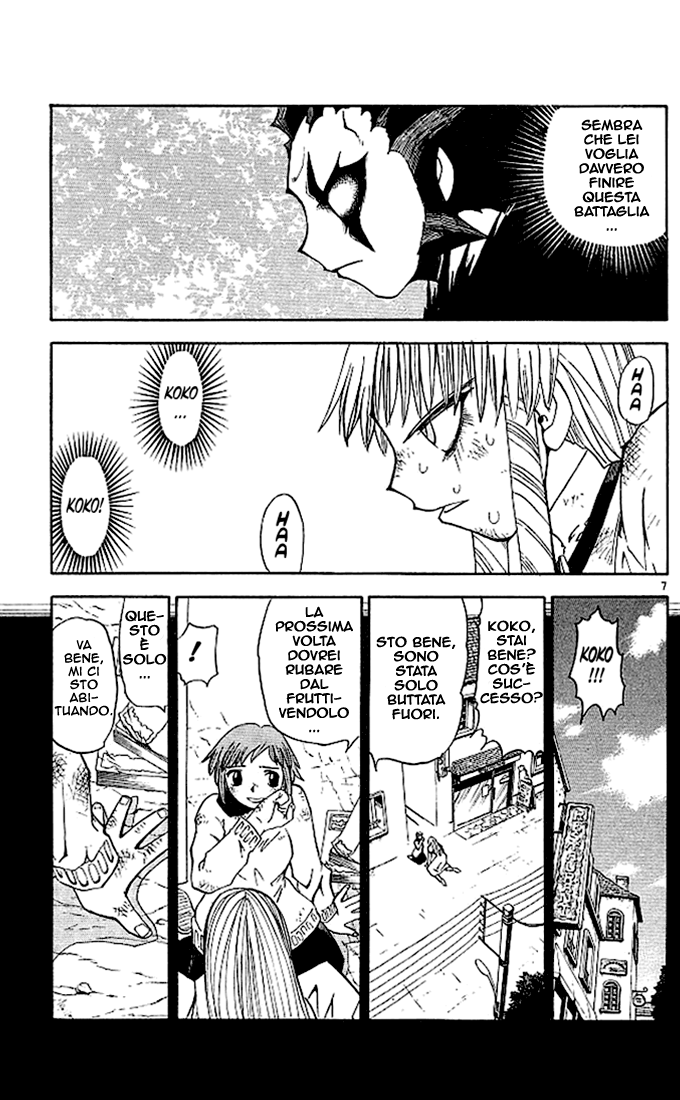 SEMBRA
CHE LEI
VOGLIA
DAVVERO
FINIRE
QUESTA
BATTAGLIA
...
HAA
KOKO
...
KOKO!
HAA
7
KOKO
!!!
KOKO,
STAI
BENE?
COS'È
SUC-
CESSO?
STO BENE,
SONO
STATA
SOLO
BUTTATA
FUORI.
LA
PROSSIMA
VOLTA
DOVREI
RUBARE
DAL
FRUTTI-
VENDOLO
...
!
QUE-
STO
È
SOLO
...
VA
BENE,
MI CI
STO
ABI-
TUANDO.